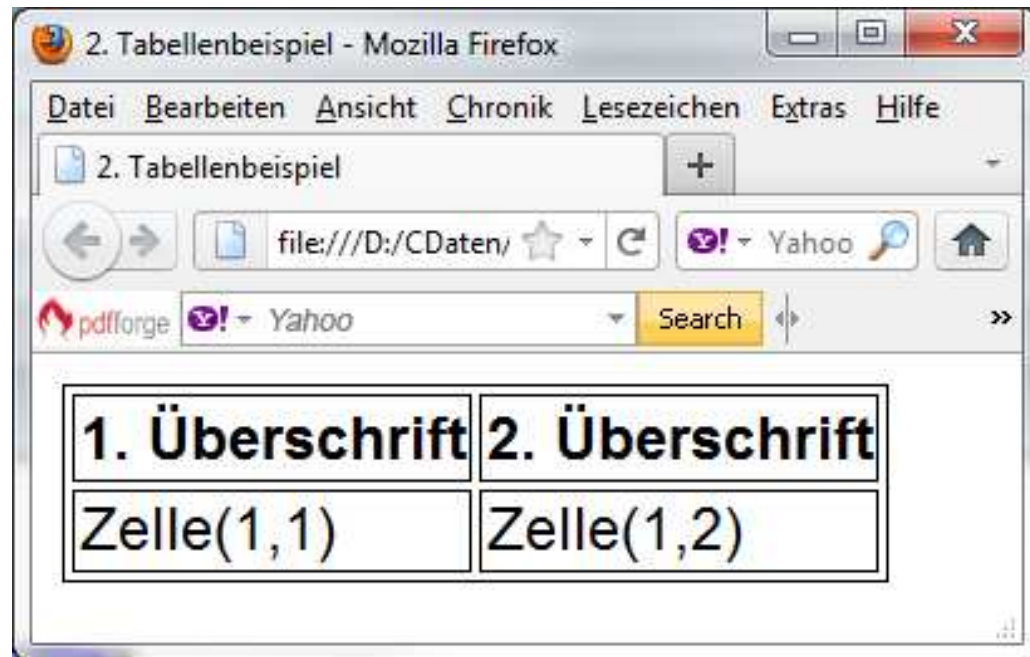 2. Tabellenbeispiel - Mozilla Firefox
Datei Bearbeiten Ansicht Chronik Lesezeichen Extras Hilfe
2. Tabellenbeispiel
file:///D:/CDaten/ Yahoo
pdfforge Yahoo Search
1. Überschrift 2. Überschrift
Zelle(1,1) Zelle(1,2)